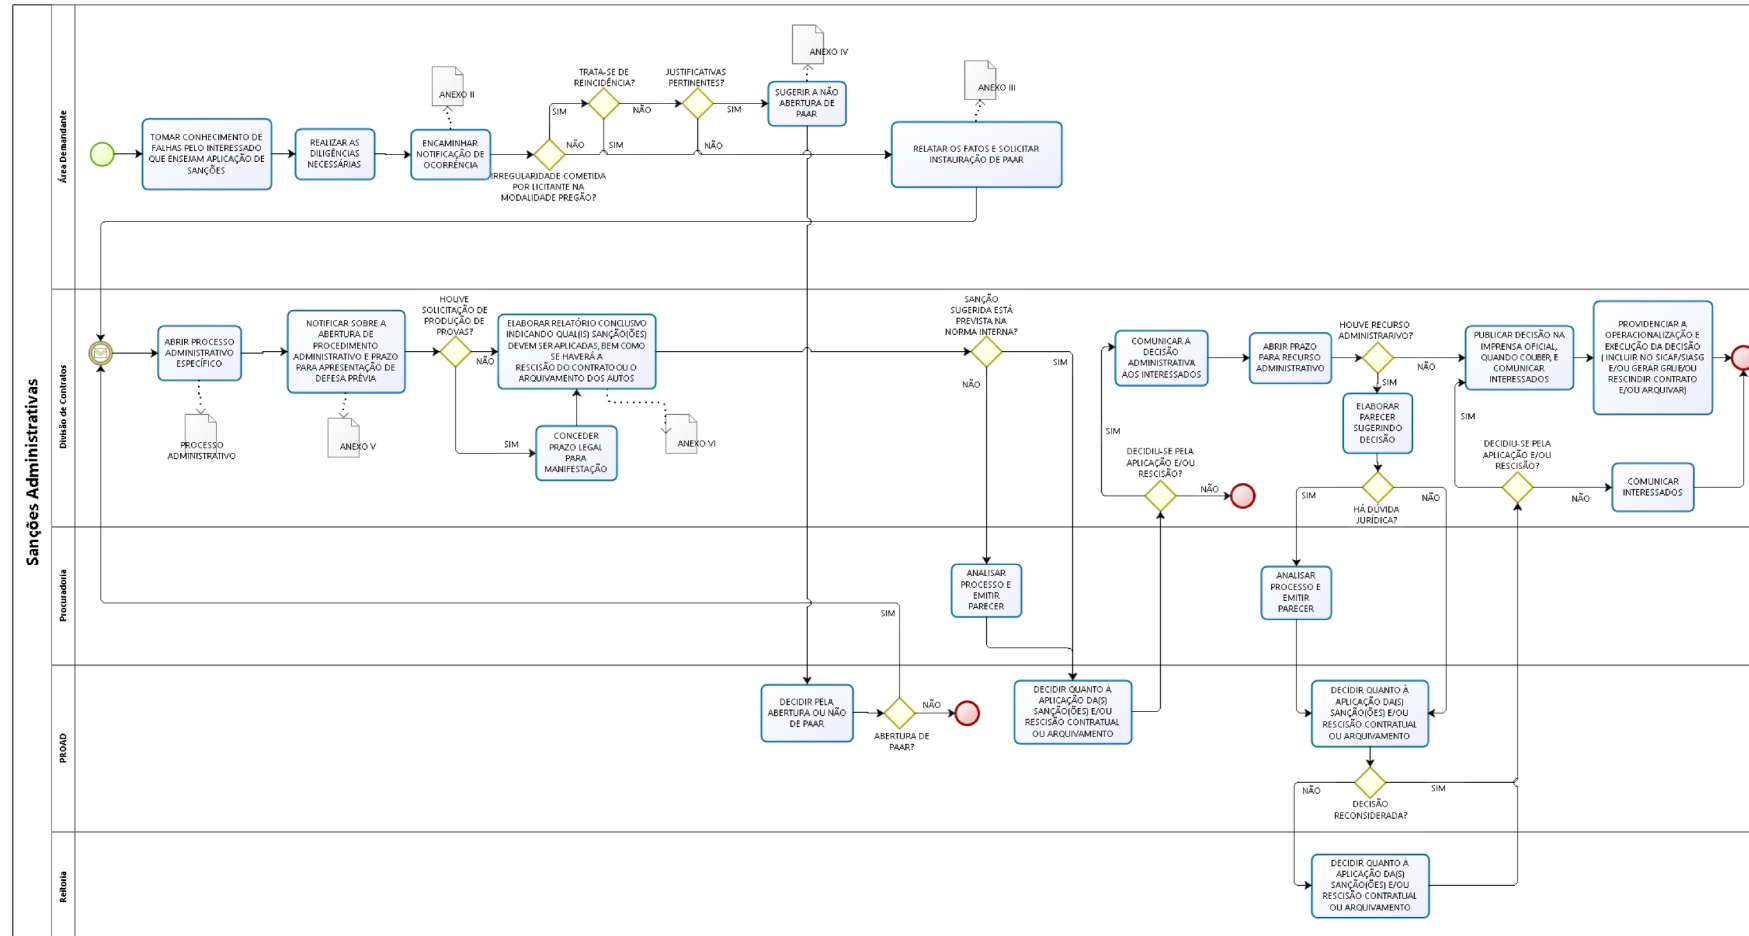 Sanções Administrativas
Área Demandante
TOMAR CONHECIMENTO DE
FALHAS PELO INTERESSADO
QUE ENSEJAM APLICAÇÃO DE
SANÇÕES
REALIZAR AS
DILIGÊNCIAS
NECESSÁRIAS
ANEXO II
ENCAMINHAR
NOTIFICAÇÃO DE
OCORRÊNCIA
IRREGULARIDADE COMETIDA
POR LICITANTE NA
MODALIDADE PREGÃO?
SIM
NÃO
TRATA-SE DE
REINCIDÊNCIA?
NÃO
SIM
JUSTIFICATIVAS
PERTINENTES?
SIM
NÃO
ANEXO IV
SUGERIR A NÃO
ABERTURA DE
PAAR
ANEXO III
RELATAR OS FATOS E SOLICITAR
INSTAURAÇÃO DE PAAR
Divisão de Contratos
ABRIR PROCESSO
ADMINISTRATIVO
ESPECÍFICO
PROCESSO
ADMINISTRATIVO
NOTIFICAR SOBRE A
ABERTURA DE
PROCEDIMENTO
ADMINISTRATIVO E PRAZO
PARA APRESENTAÇÃO DE
DEFESA PRÉVIA
ANEXO V
HOUVE
SOLICITAÇÃO DE
PRODUÇÃO DE
PROVAS?
NÃO
SIM
ELABORAR RELATÓRIO CONCLUSIVO
INDICANDO QUAL(IS) SANÇÃO(ÕES)
DEVEM SER APLICADAS, BEM COMO
SE HAVERÁ A
RESCISÃO DO CONTRATO OU O
ARQUIVAMENTO DOS AUTOS
CONCEDER
PRAZO LEGAL
PARA
MANIFESTAÇÃO
ANEXO VI
SANÇÃO
SUGERIDA ESTÁ
PREVISTA NA
NORMA INTERNA?
NÃO
SIM
COMUNICAR A
DECISÃO
ADMINISTRATIVA
AOS INTERESSADOS
SIM
DECIDIU-SE PELA
APLICAÇÃO E/OU
RESCISÃO?
NÃO
ABRIR PRAZO
PARA RECURSO
ADMINISTRATIVO
HOUVE RECURSO
ADMINISTRARIVO?
NÃO
SIM
ELABORAR
PARECER
SUGERINDO
DECISÃO
SIM
NÃO
HÁ DÚVIDA
JURÍDICA?
PUBLICAR DECISÃO NA
IMPRENSA OFICIAL,
QUANDO COUBER, E
COMUNICAR
INTERESSADOS
SIM
DECIDIU-SE PELA
APLICAÇÃO E/OU
RESCISÃO?
NÃO
COMUNICAR
INTERESSADOS
PROVIDENCIAR A
OPERACIONALIZAÇÃO E
EXECUÇÃO DA DECISÃO
( INCLUIR NO SICAF/SIASG
E/OU GERAR GRUE/OU
RESCINDIR CONTRATO
E/OU ARQUIVAR)
Procuradoria
SIM
ANALISAR
PROCESSO E
EMITIR
PARECER
ANALISAR
PROCESSO E
EMITIR
PARECER
PROAD
DECIDIR PELA
ABERTURA OU NÃO
DE PAAR
NÃO
ABERTURA DE
PAAR?
DECIDIR QUANTO À
APLICAÇÃO DA(S)
SANÇÃO(ÕES) E/OU
RESCISÃO CONTRATUAL
OU ARQUIVAMENTO
DECIDIR QUANTO À
APLICAÇÃO DA(S)
SANÇÃO(ÕES) E/OU
RESCISÃO CONTRATUAL
OU ARQUIVAMENTO
NÃO
SIM
DECISÃO
RECONSIDERADA?
Reitoria
DECIDIR QUANTO À
APLICAÇÃO DA(S)
SANÇÃO(ÕES) E/OU
RESCISÃO CONTRATUAL
OU ARQUIVAMENTO